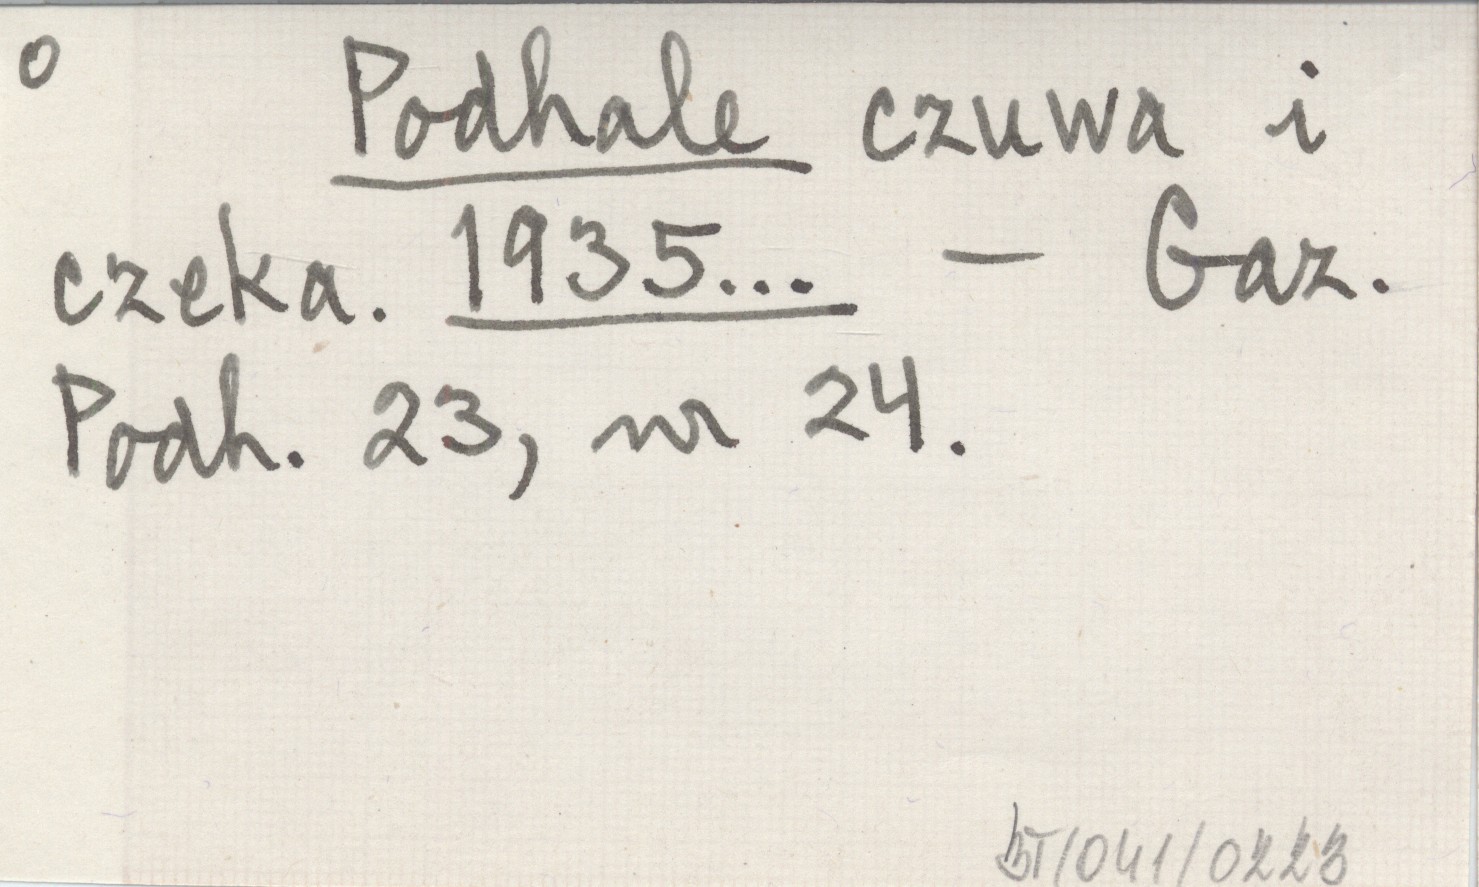 o Podhale czuwa i
czeka. 1935... – Gaz.
Podh. 23, nr 24.
BT/041/0223